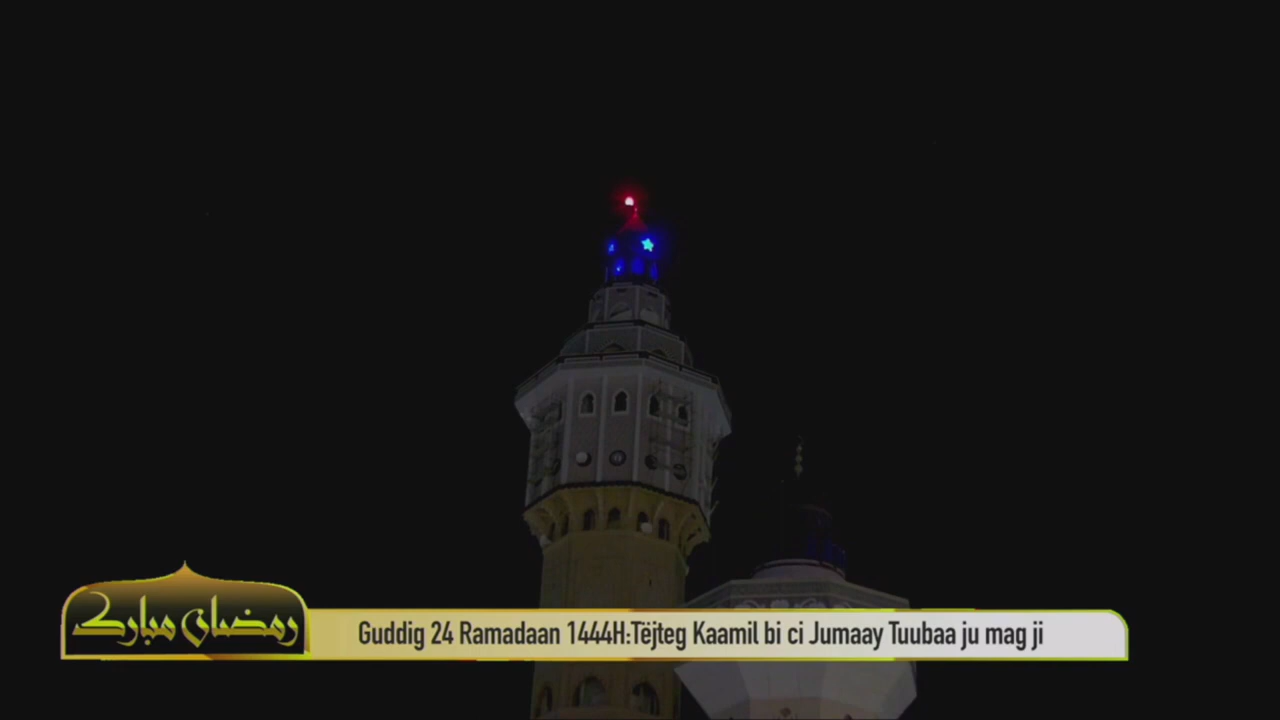 رمضان مبارك
Guddig 24 Ramadaan 1444H:Tëjteg Kaamil bi ci Jumaay Tuubaa ju mag ji